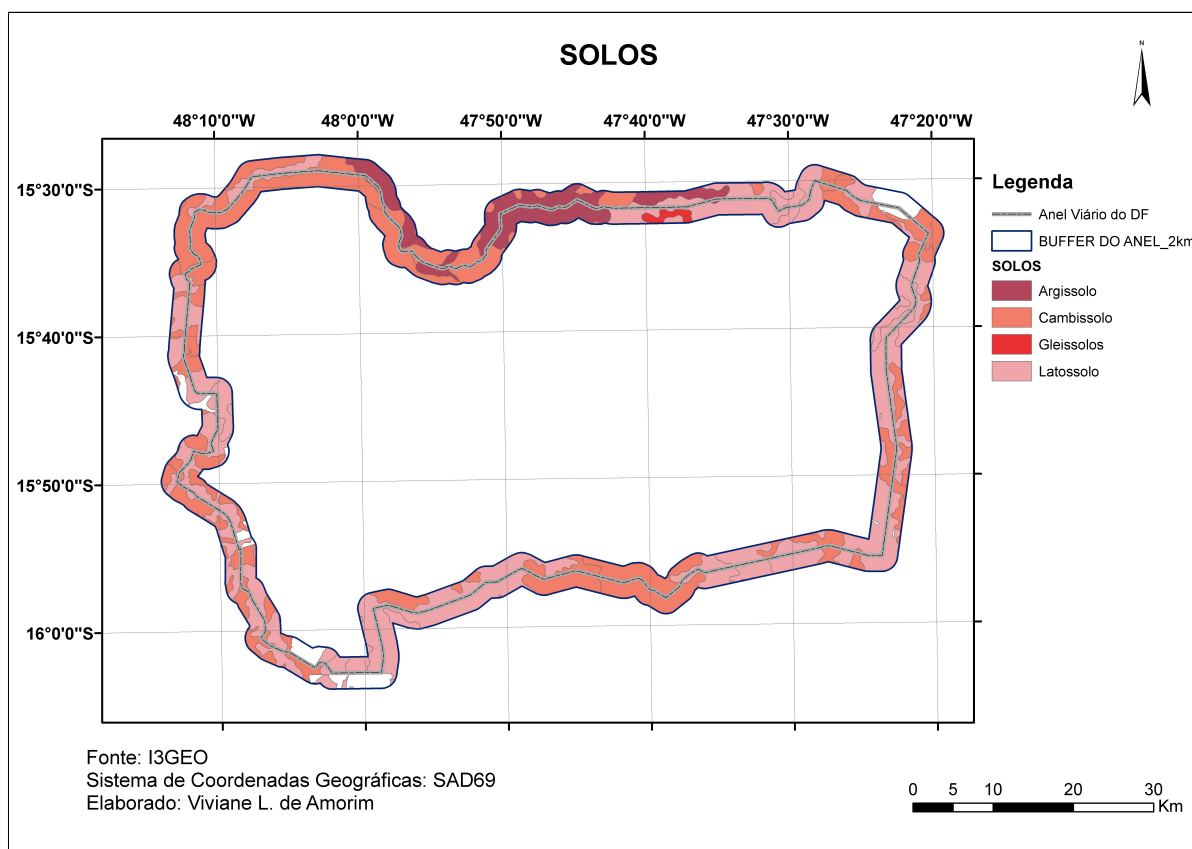 SOLOS
N
48°10'0"W 48°0'0"W 47°50'0"W 47°40'0"W 47°30'0"W 47°20'0"W
15°30'0"S
15°40'0"S
15°50'0"S
16°0'0"S
Legenda
Anel Viário do DF
BUFFER DO ANEL_2km
SOLOS
Argissolo
Cambissolo
Gleissolos
Latossolo
Fonte: I3GEO
Sistema de Coordenadas Geográficas: SAD69
Elaborado: Viviane L. de Amorim
0 5 10 20 30
Km